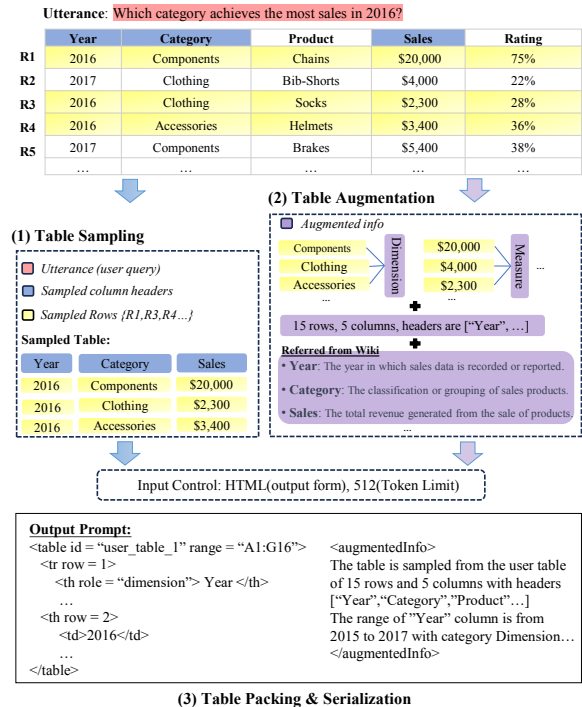 Utterance: Which category achieves the most sales in 2016?
Year Category Product Sales Rating
R1 2016 Components Chains $20,000 75%
R2 2017 Clothing Bib-Shorts $4,000 22%
R3 2016 Clothing Socks $2,300 28%
R4 2016 Accessories Helmets $3,400 36%
R5 2017 Components Brakes $5,400 38%
… … … … …
(1) Table Sampling
Utterance (user query)
Sampled column headers
Sampled Rows {R1,R3,R4…}
Sampled Table:
Year Category Sales
2016 Components $20,000
2016 Clothing $2,300
2016 Accessories $3,400
(2) Table Augmentation
Augmented info
Components $20,000
Clothing $4,000
Accessories $2,300
… …
Dimension
Measure
…
15 rows, 5 columns, headers are [“Year”, …]
Referred from Wiki
• Year: The year in which sales data is recorded or reported.
• Category: The classification or grouping of sales products.
• Sales: The total revenue generated from the sale of products.
…
Input Control: HTML(output form), 512(Token Limit)
Output Prompt:
<table id = “user_table_1” range = “A1:G16”>
<tr row = 1>
<th role = “dimension”> Year </th>
…
<th row = 2>
<td>2016</td>
…
</table>
<augmentedInfo>
The table is sampled from the user table
of 15 rows and 5 columns with headers
[“Year”,“Category”,”Product”…]
The range of ”Year” column is from
2015 to 2017 with category Dimension…
</augmentedInfo>
(3) Table Packing & Serialization